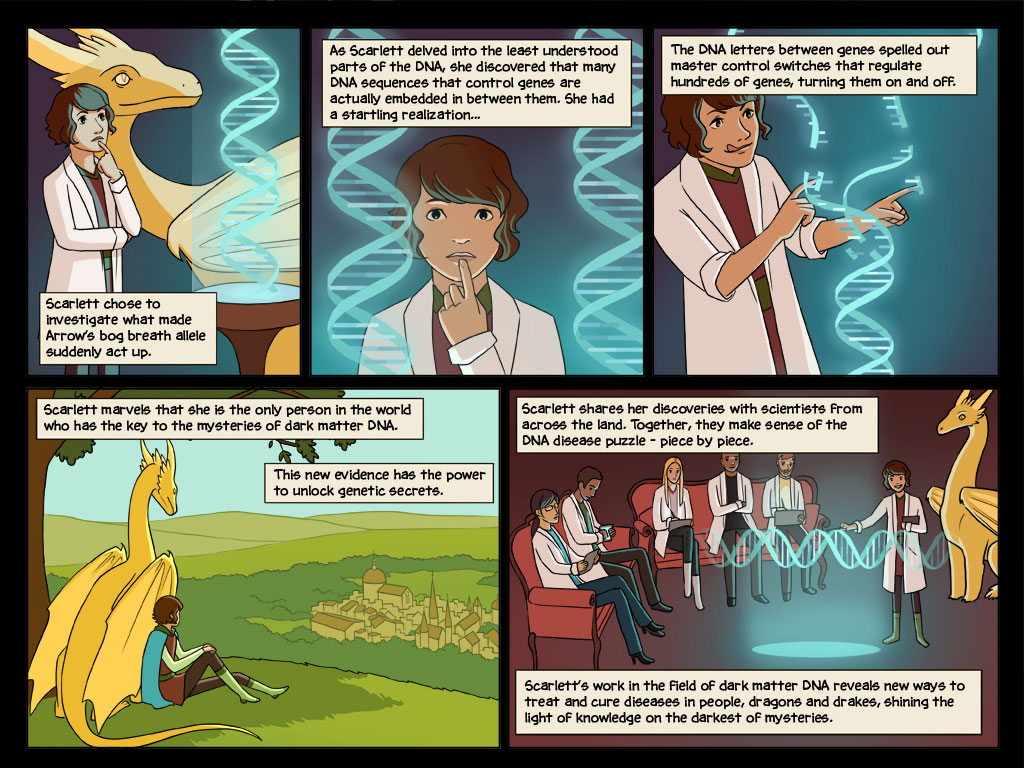 Scarlett chose to
investigate what made
Arrow's bog breath allele
suddenly act up.
As Scarlett delved into the least understood
parts of the DNA, she discovered that many
DNA sequences that control genes are
actually embedded in between them. She had
a startling realization...
The DNA letters between genes spelled out
master control switches that regulate
hundreds of genes, turning them on and off.
Scarlett marvels that she is the only person in the world
who has the key to the mysteries of dark matter DNA.
This new evidence has the power
to unlock genetic secrets.
Scarlett shares her discoveries with scientists from
across the land. Together, they make sense of the
DNA disease puzzle - piece by piece.
Scarlett's work in the field of dark matter DNA reveals new ways to
treat and cure diseases in people, dragons and drakes, shining the
light of knowledge on the darkest of mysteries.